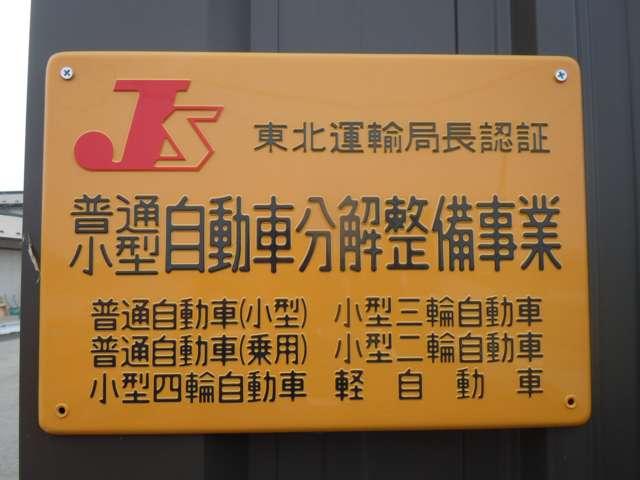 JS 東北運輸局長認証
普通小型自動車分解整備事業
普通自動車(小型) 小型三輪自動車
普通自動車(乗用) 小型二輪自動車
小型四輪自動車 軽自動車